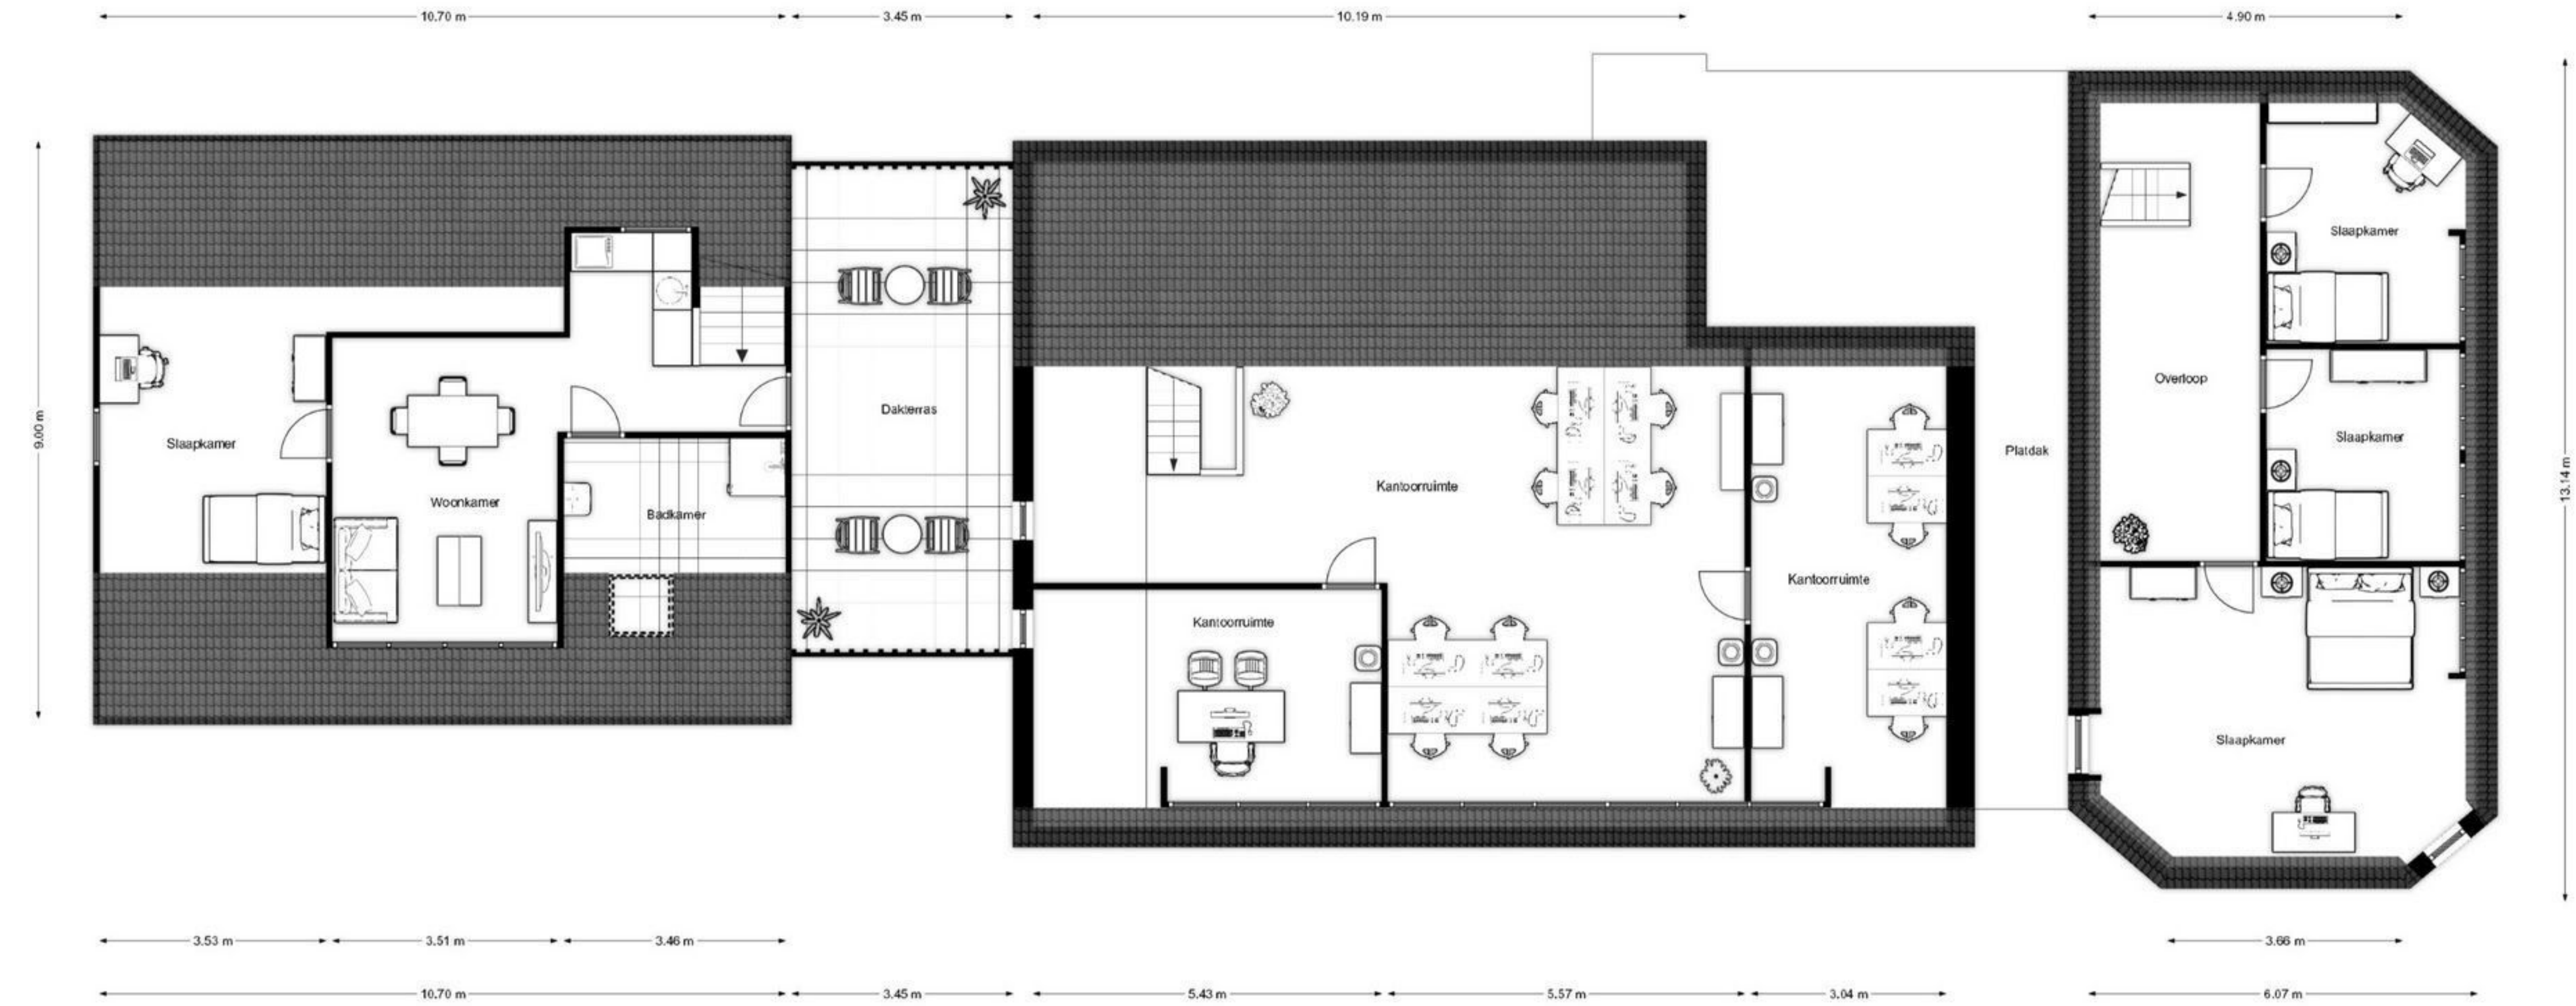 10.70 m
3.45 m
10.19 m
4.90 m
Slaapkamer
Overloop
Dakterras
9.00 m
Slaapkamer
Slaapkamer
Platdak
13.14 m
Kantoorruimte
Woonkamer
Badkamer
Kantoorruimte
Kantoorruimte
Slaapkamer
3.53 m
3.51 m
3.46 m
3.66 m
10.70 m
3.45 m
5.43 m
5.57 m
3.04 m
6.07 m